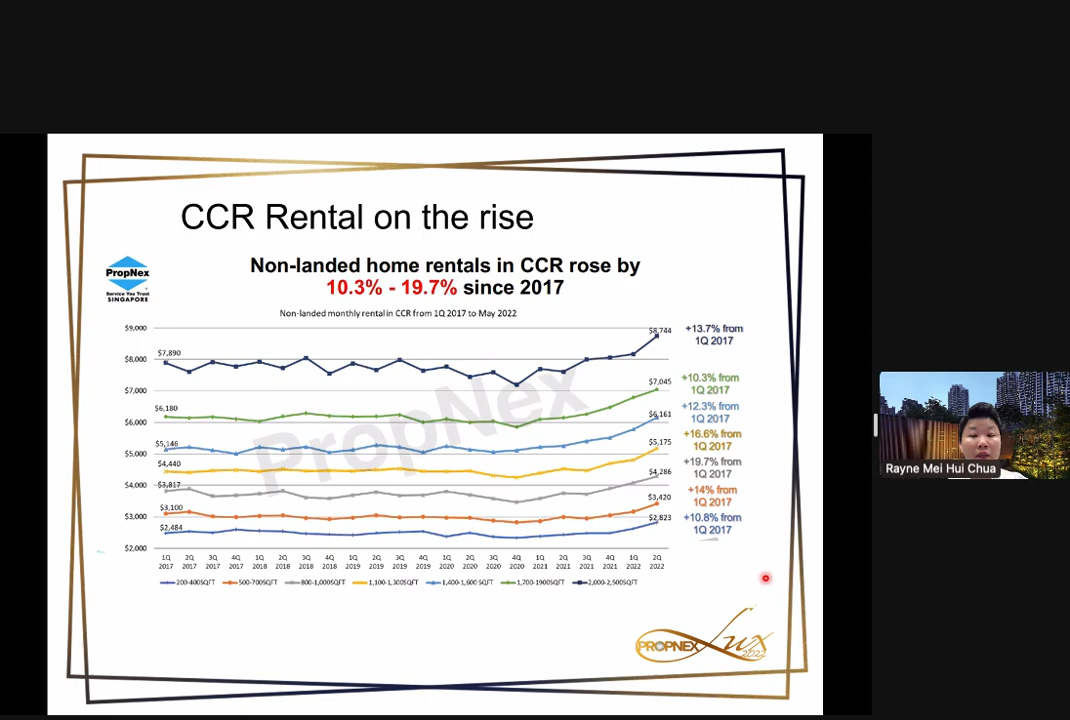 CCR Rental on the rise
PropNex
Service You Trust
SINGAPORE
Non-landed home rentals in CCR rose by
10.3% - 19.7% since 2017
Non-landed monthly rental in CCR from 1Q 2017 to May 2022
$9,000
$8,000
$7,000
$6,000
$5,000
$4,000
$3,000
$2,000
$7,890
$6,180
$5,146
$4,440
$3,817
$3,100
$2,484
$8,744
$7,045
$6,161
$5,175
$4,286
$3,420
$2,823
+13.7% from
1Q 2017
+10.3% from
1Q 2017
+12.3% from
1Q 2017
+16.6% from
1Q 2017
+19.7% from
1Q 2017
+14% from
1Q 2017
+10.8% from
1Q 2017
PropNex
1Q 2Q 3Q 4Q 1Q 2Q 3Q 4Q 1Q 2Q 3Q 4Q 1Q 2Q 3Q 4Q 1Q 2Q 3Q 4Q 1Q 2Q
2017 2017 2017 2017 2018 2018 2018 2018 2019 2019 2019 2019 2020 2020 2020 2020 2021 2021 2021 2021 2022 2022
200-400SQFT 500-700SQFT 800-1,000SQFT 1,100-1,300SQFT 1,400-1,600 SQFT 1,700-1900SQFT 2,000-2,500SQFT
PROPNEX Lux
2022
Rayne Mei Hui Chua